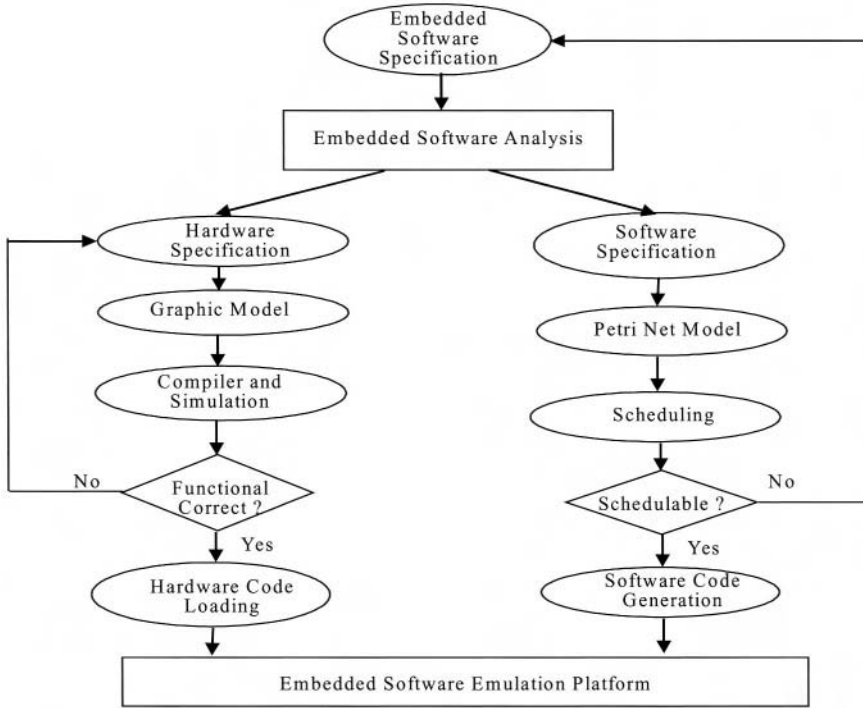 Embedded
Software
Specification
Embedded Software Analysis
Hardware
Specification
Software
Specification
Graphic Model
Petri Net Model
Compiler and
Simulation
Scheduling
No
Functional
Correct ?
Schedulable ?
No
Yes
Yes
Hardware Code
Loading
Software Code
Generation
Embedded Software Emulation Platform